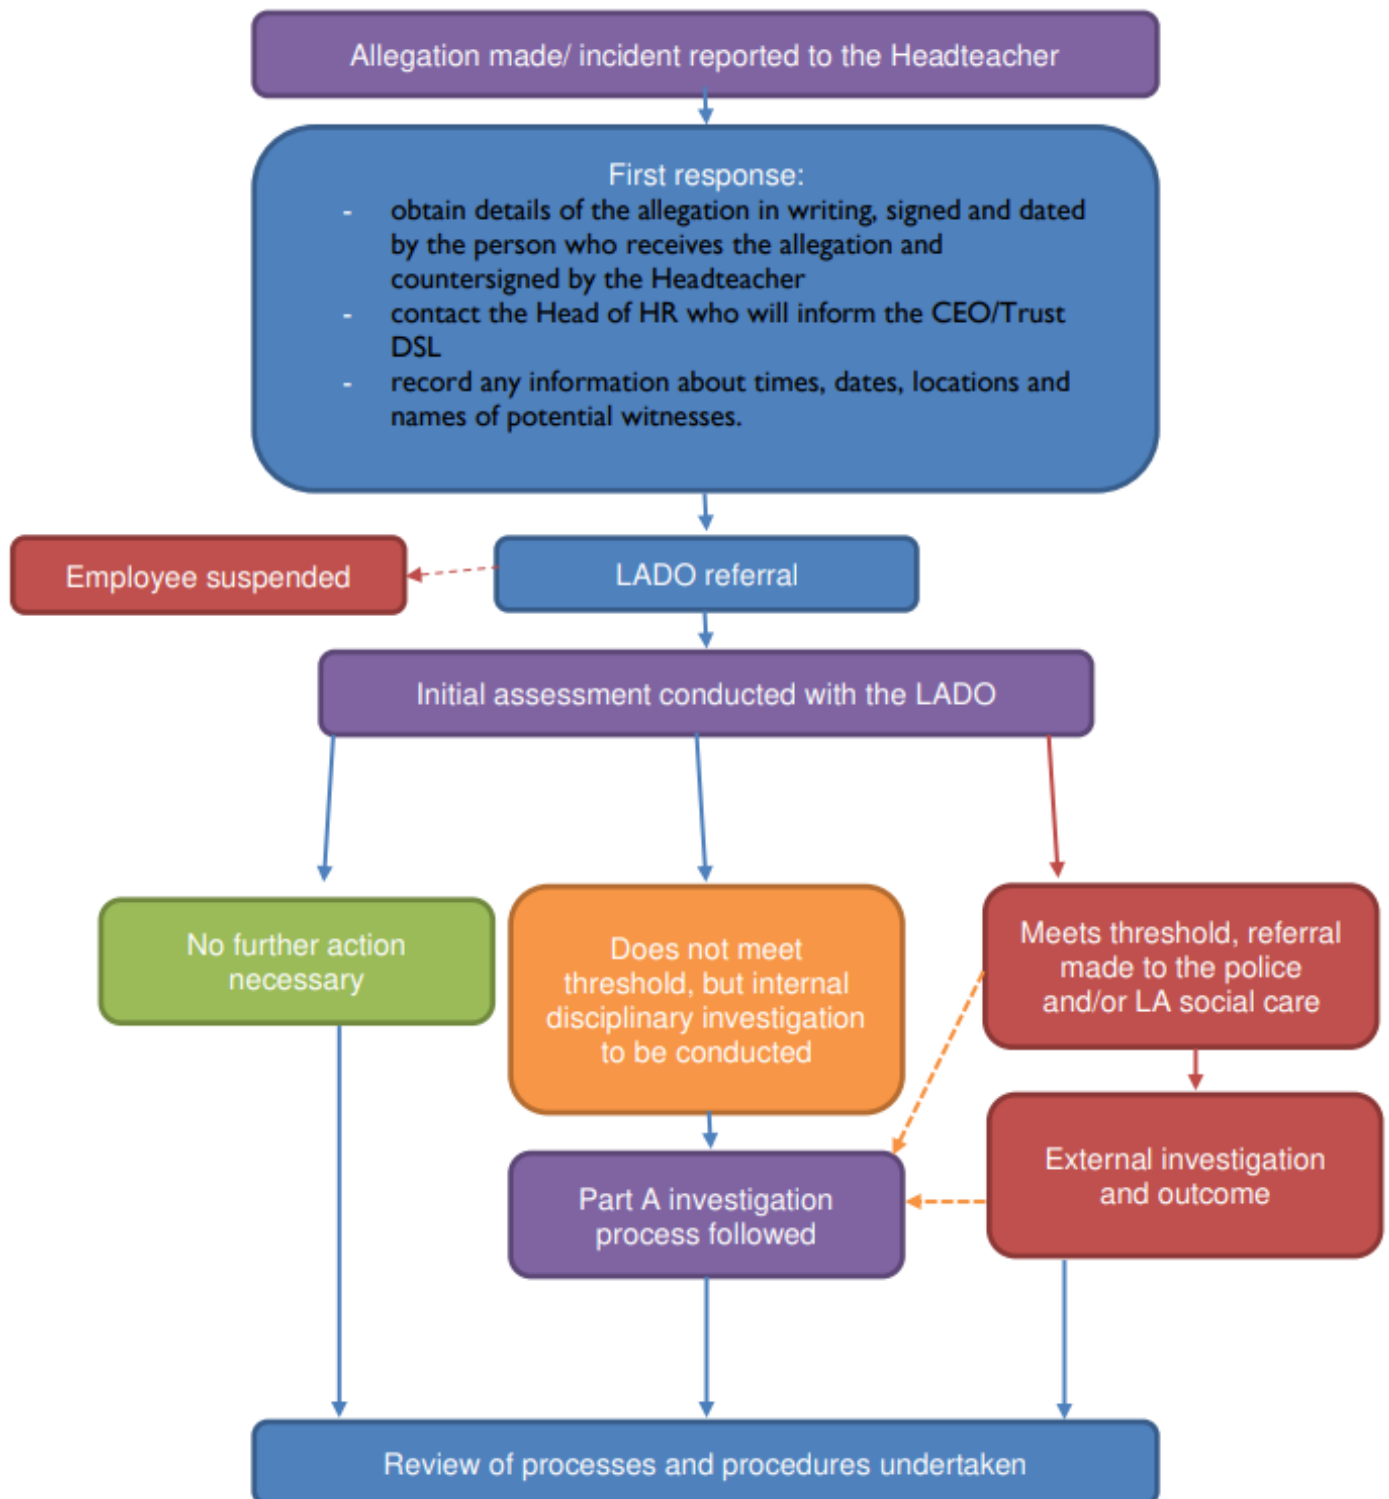 Allegation made/ incident reported to the Headteacher
First response:
- obtain details of the allegation in writing, signed and dated
by the person who receives the allegation and
countersigned by the Headteacher
- contact the Head of HR who will inform the CEO/Trust
DSL
- record any information about times, dates, locations and
names of potential witnesses.
Employee suspended
LADO referral
Initial assessment conducted with the LADO
No further action
necessary
Does not meet
threshold, but internal
disciplinary investigation
to be conducted
Meets threshold, referral
made to the police
and/or LA social care
Part A investigation
process followed
External investigation
and outcome
Review of processes and procedures undertaken